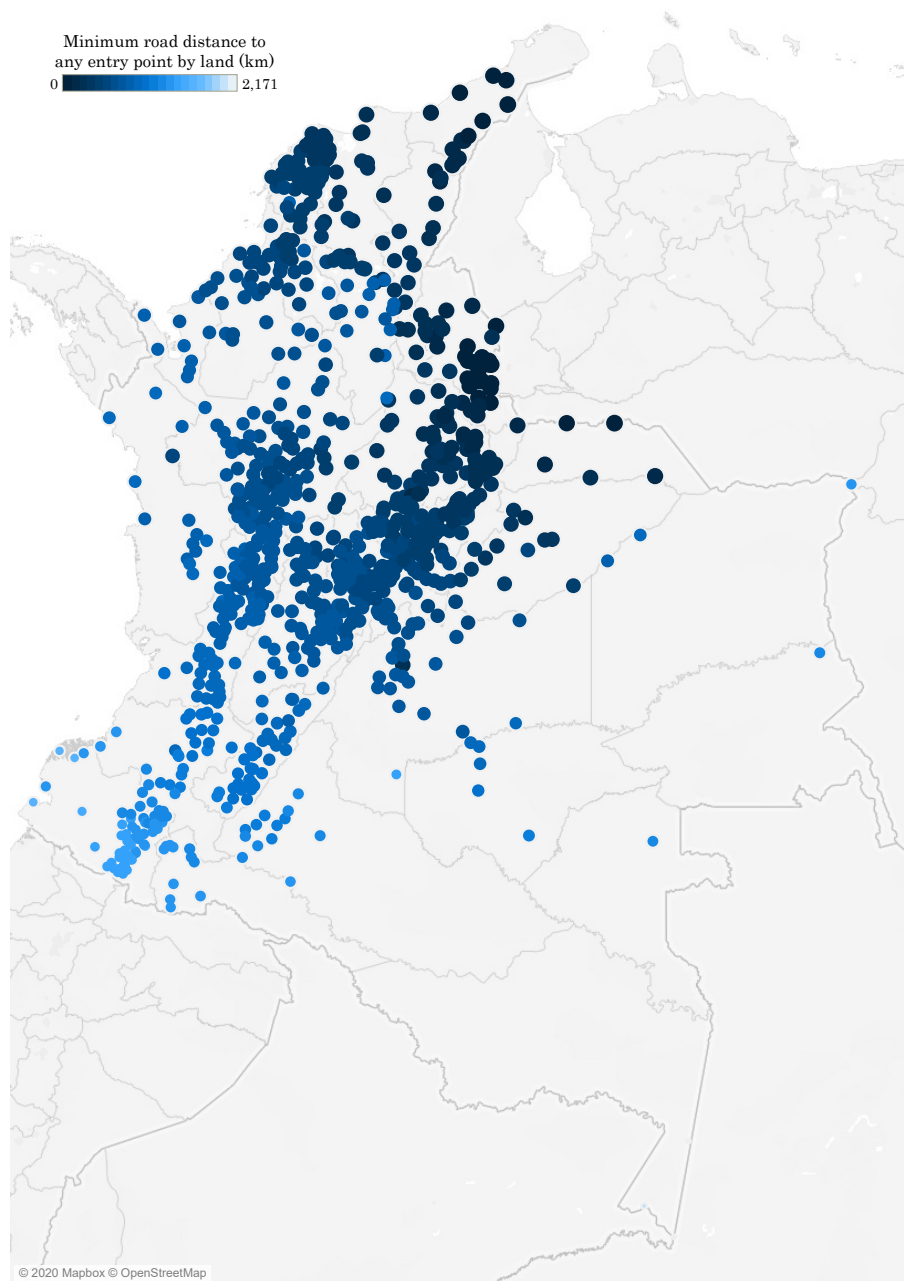 Minimum road distance to
any entry point by land (km)
0 2,171
© 2020 Mapbox © OpenStreetMap